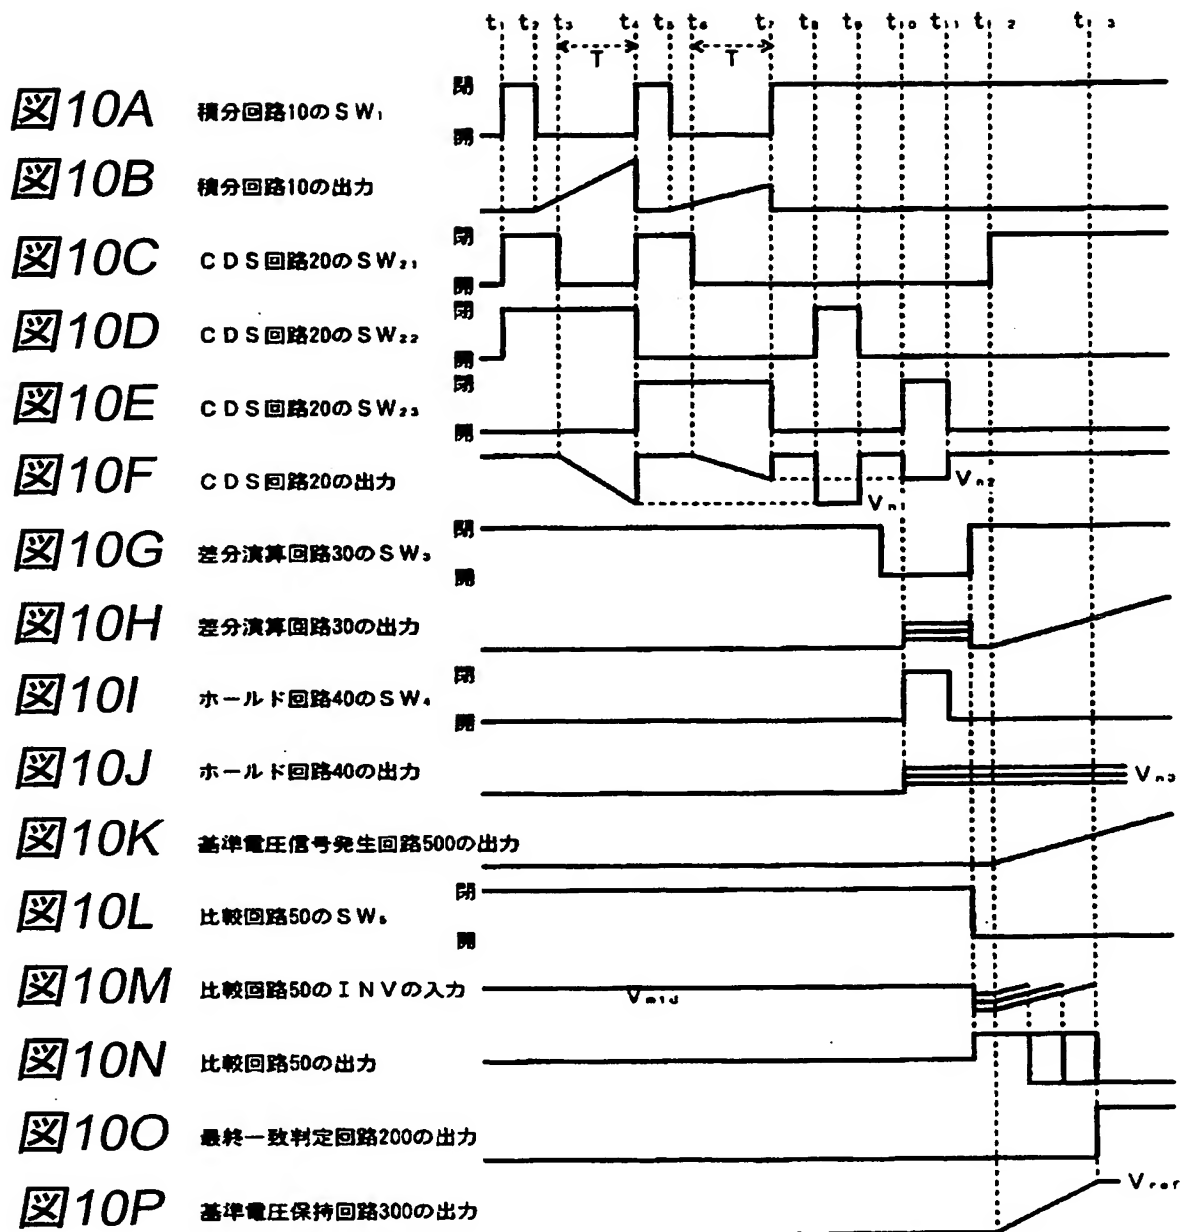 t₁ t₂ t₃ t₄ t₅ t₆ t₇ t₈ t₉ t₁₀ t₁₁ t₁₂ t₁₃
T T
図10A 積分回路10のSW₁ 閉 開
図10B 積分回路10の出力
図10C CDS回路20のSW₂₁ 閉 開
図10D CDS回路20のSW₂₂ 閉 開
図10E CDS回路20のSW₂₃ 閉 開
図10F CDS回路20の出力 Vₙ Vₙ₂
図10G 差分演算回路30のSW₃ 閉 開
図10H 差分演算回路30の出力
図10I ホールド回路40のSW₄ 閉 開
図10J ホールド回路40の出力 Vₙ₃
図10K 基準電圧信号発生回路500の出力
図10L 比較回路50のSW₅ 閉 開
図10M 比較回路50のINVの入力 Vmid
図10N 比較回路50の出力
図10O 最終一致判定回路200の出力
図10P 基準電圧保持回路300の出力 Vref